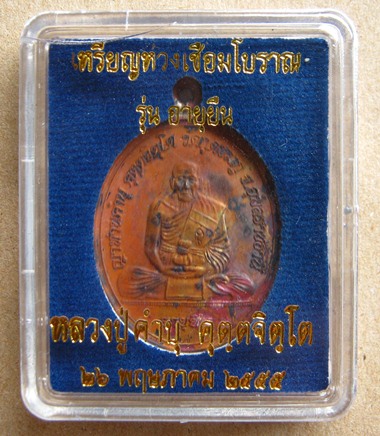 เหรียญห่วงเชื่อมโบราณ
รุ่น อายุยืน
หลวงปู่คำบุ คุตฺตจิตฺโต
๒๖ พฤษภาคม ๒๕๕๕